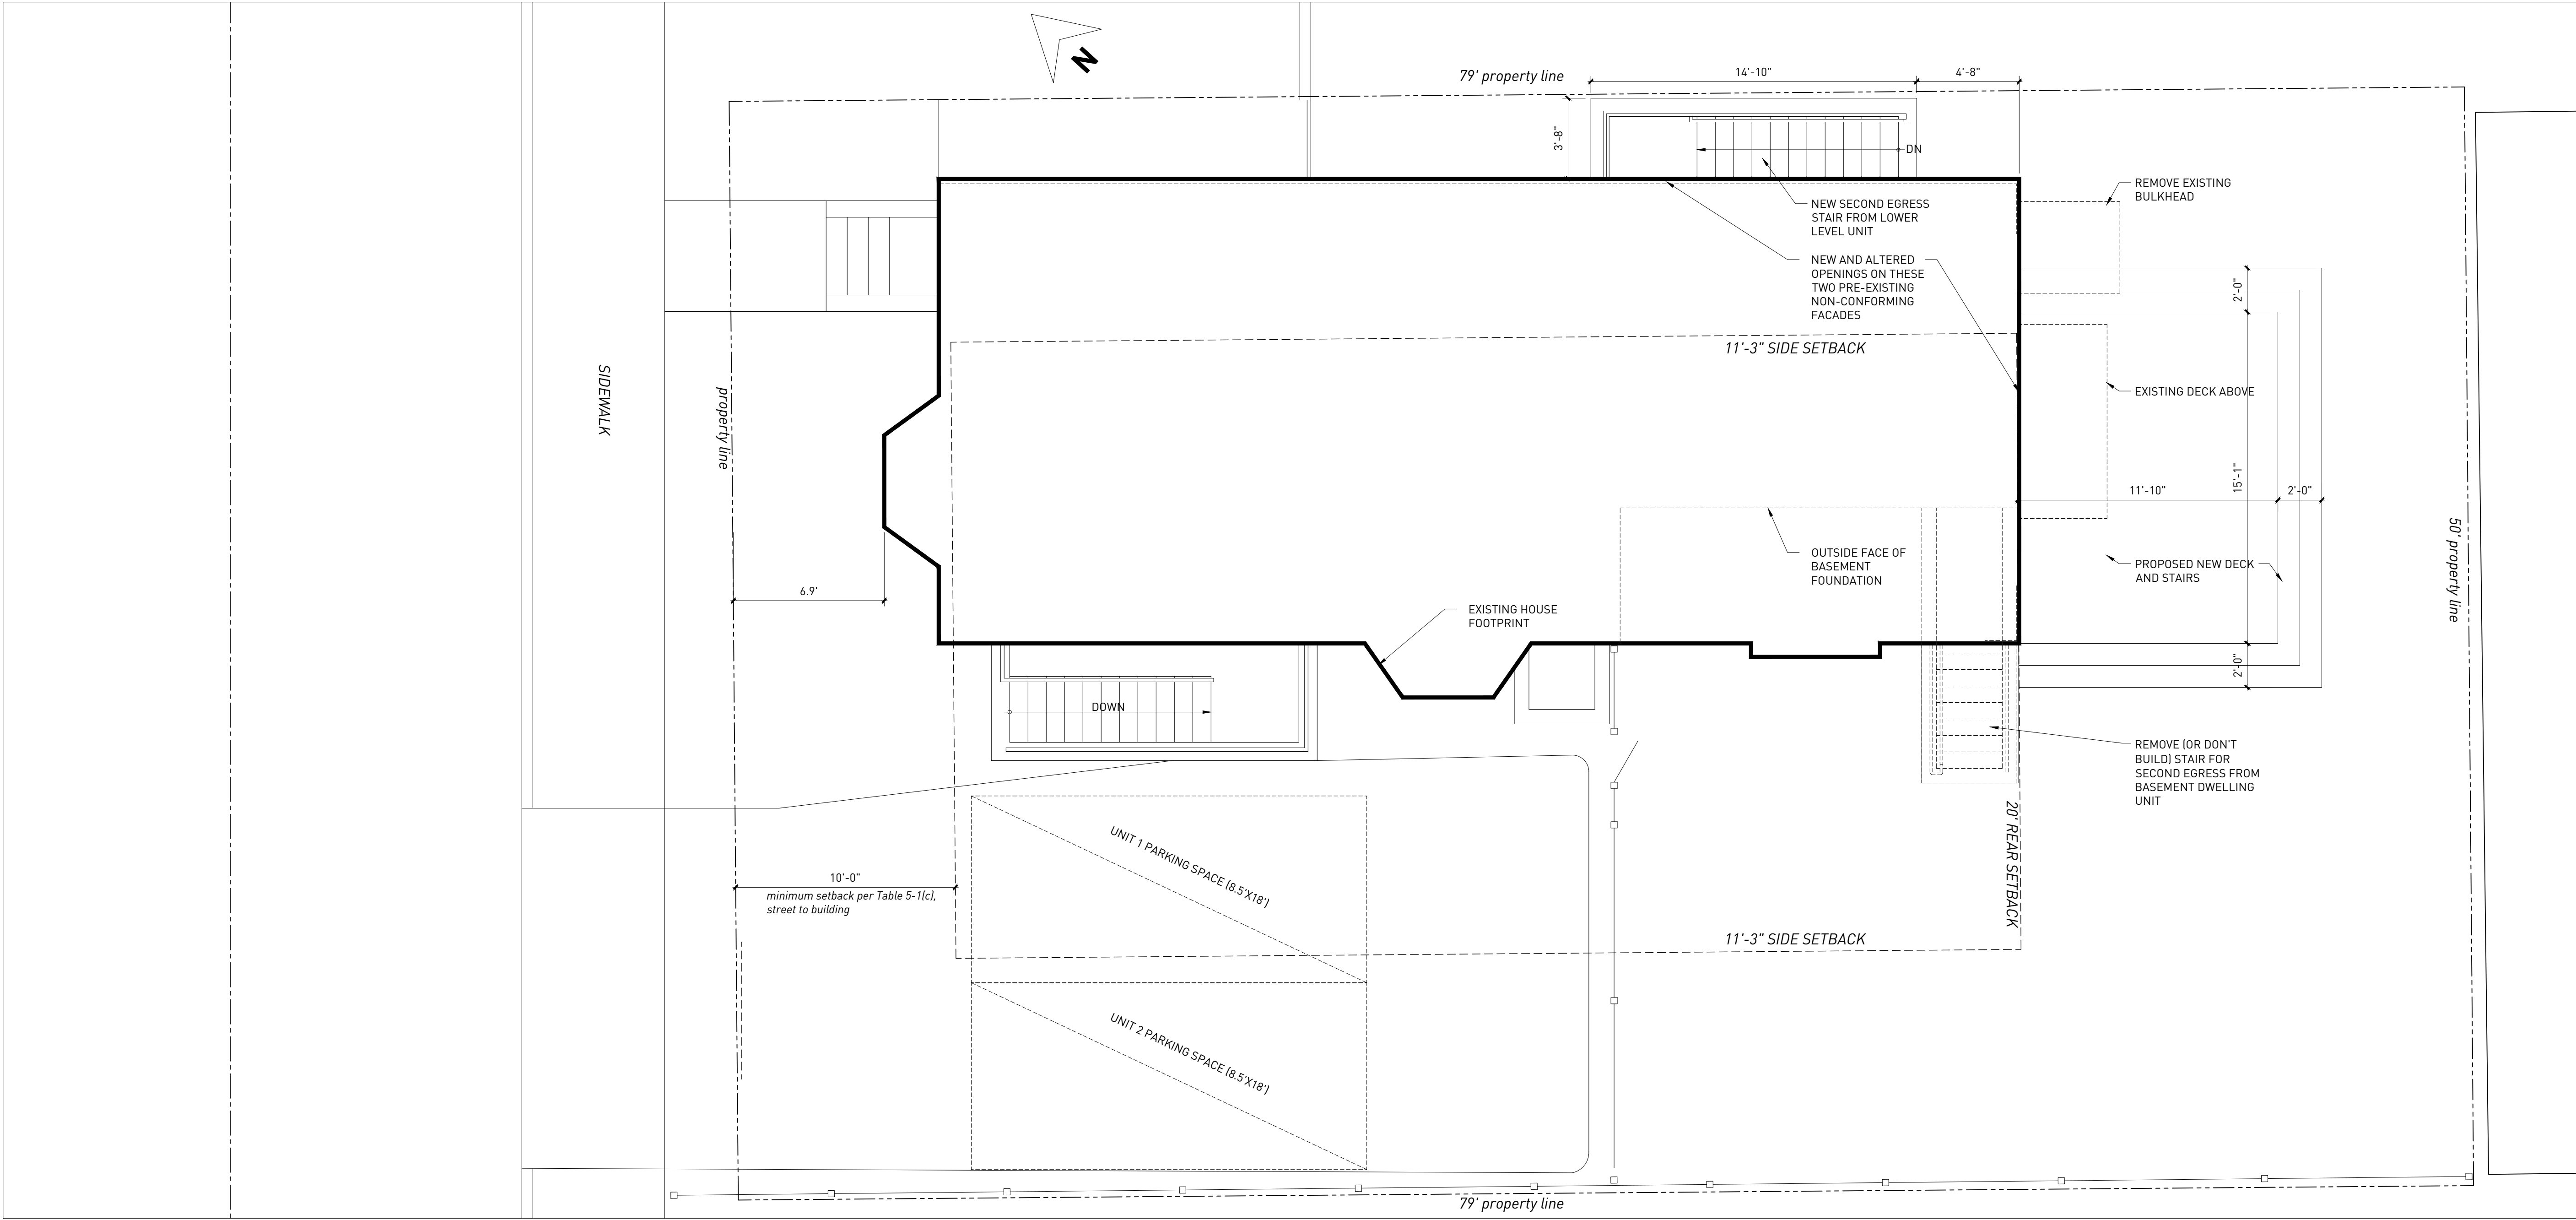 N
79' property line
14'-10"
4'-8"
3'-8"
DN
REMOVE EXISTING
BULKHEAD
NEW SECOND EGRESS
STAIR FROM LOWER
LEVEL UNIT
NEW AND ALTERED
OPENINGS ON THESE
TWO PRE-EXISTING
NON-CONFORMING
FACADES
2'-0"
11'-3" SIDE SETBACK
SIDEWALK
property line
EXISTING DECK ABOVE
15'-1"
11'-10"
2'-0"
50' property line
OUTSIDE FACE OF
BASEMENT
FOUNDATION
PROPOSED NEW DECK
AND STAIRS
6.9'
EXISTING HOUSE
FOOTPRINT
2'-0"
DOWN
REMOVE (OR DON'T
BUILD) STAIR FOR
SECOND EGRESS FROM
BASEMENT DWELLING
UNIT
20' REAR SETBACK
UNIT 1 PARKING SPACE (8.5'X18')
10'-0"
minimum setback per Table 5-1(c),
street to building
11'-3" SIDE SETBACK
UNIT 2 PARKING SPACE (8.5'X18')
79' property line